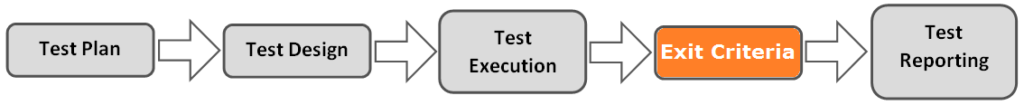 Test Plan
Test Design
Test
Execution
Exit Criteria
Test
Reporting